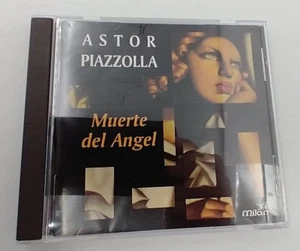 ASTOR
PIAZZOLLA
Muerte
del Angel
Milan